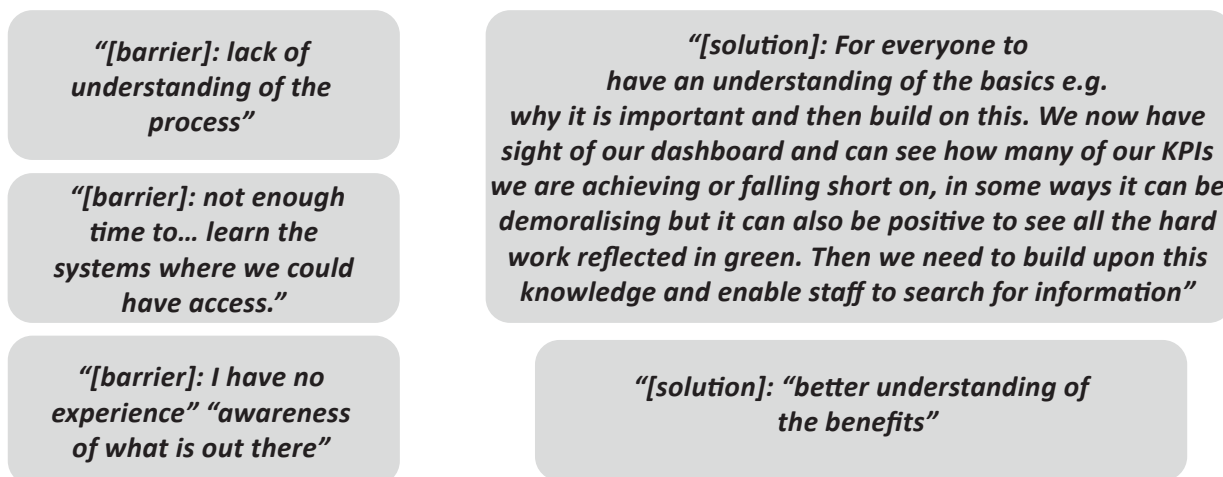 “[barrier]: lack of
understanding of the
process”
“[barrier]: not enough
time to... learn the
systems where we could
have access.”
“[barrier]: I have no
experience” “awareness
of what is out there”
“[solution]: For everyone to
have an understanding of the basics e.g.
why it is important and then build on this. We now have
sight of our dashboard and can see how many of our KPIs
we are achieving or falling short on, in some ways it can be
demoralising but it can also be positive to see all the hard
work reflected in green. Then we need to build upon this
knowledge and enable staff to search for information”
“[solution]: “better understanding of
the benefits”